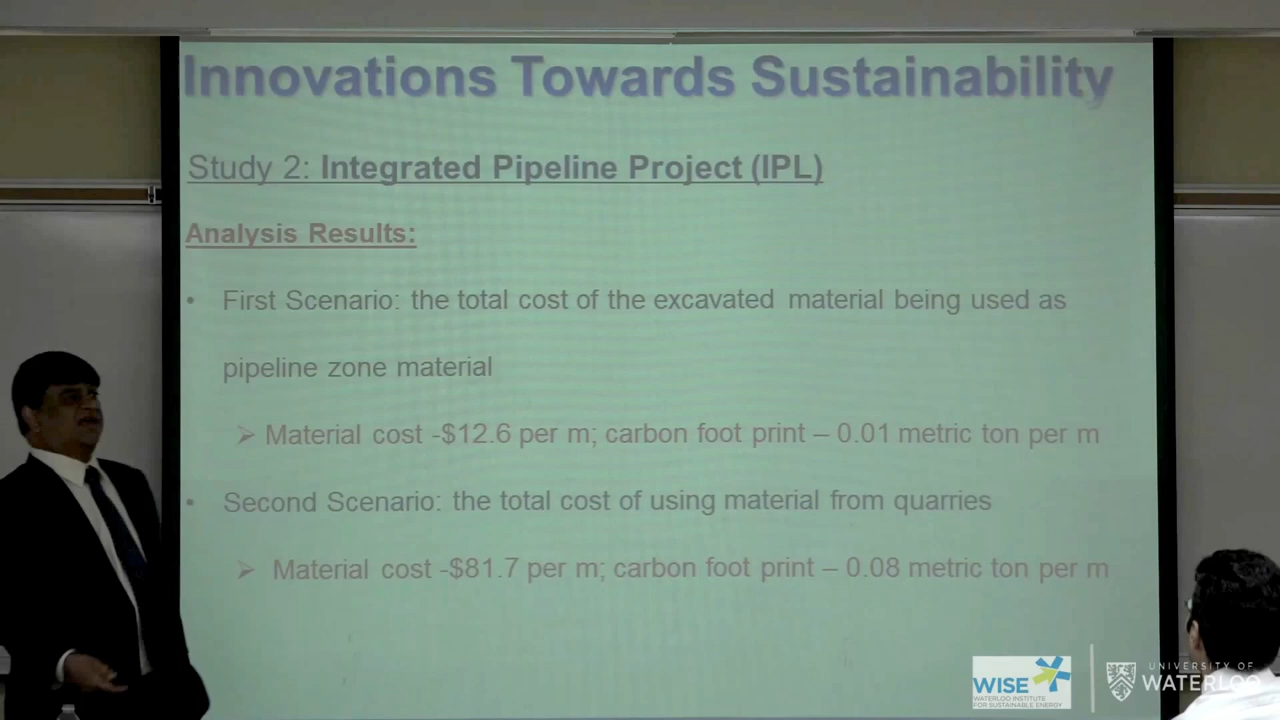 Innovations Towards Sustainability
Study 2: Integrated Pipeline Project (IPL)
Analysis Results:
• First Scenario: the total cost of the excavated material being used as
pipeline zone material
➢ Material cost -$12.6 per m; carbon foot print – 0.01 metric ton per m
• Second Scenario: the total cost of using material from quarries
➢ Material cost -$81.7 per m; carbon foot print – 0.08 metric ton per m
WISE
WATERLOO INSTITUTE
FOR SUSTAINABLE ENERGY
UNIVERSITY OF
WATERLOO